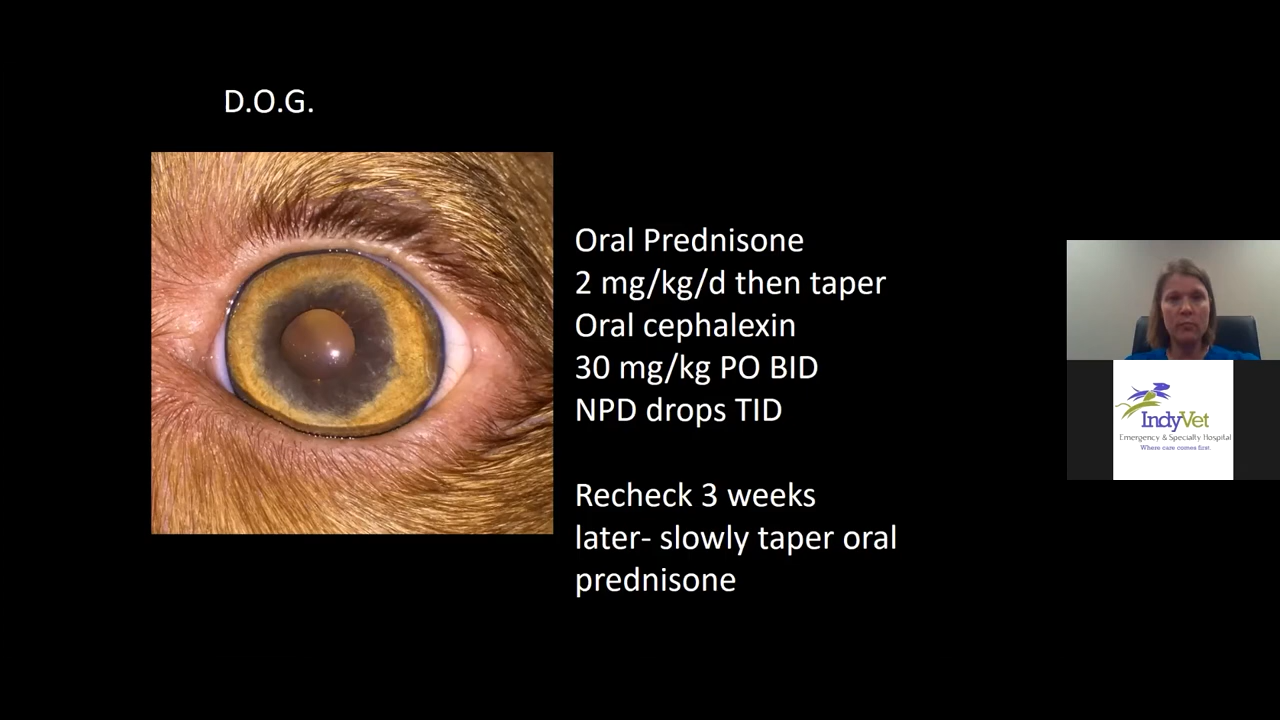 D.O.G.
Oral Prednisone
2 mg/kg/d then taper
Oral cephalexin
30 mg/kg PO BID
NPD drops TID
Recheck 3 weeks
later- slowly taper oral
prednisone
IndyVet
Emergency & Specialty Hospital
Where care comes first.